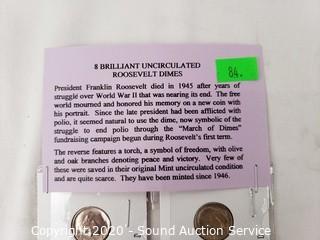 8 BRILLIANT UNCIRCULATED
ROOSEVELT DIMES
84.
President Franklin Roosevelt died in 1945 after years of
struggle over World War II that was nearing its end. The free
world mourned and honored his memory on a new coin with
his portrait. Since the late president had been afflicted with
polio, it seemed natural to use the dime, now symbolic of the
struggle to end polio through the "March of Dimes"
fundraising campaign begun during Roosevelt's first term.
The reverse features a torch, a symbol of freedom, with olive
and oak branches denoting peace and victory. Very few of
these were saved in their original Mint uncirculated condition
and are quite scarce. They have been minted since 1946.
Copyright 2020 - Sound Auction Service